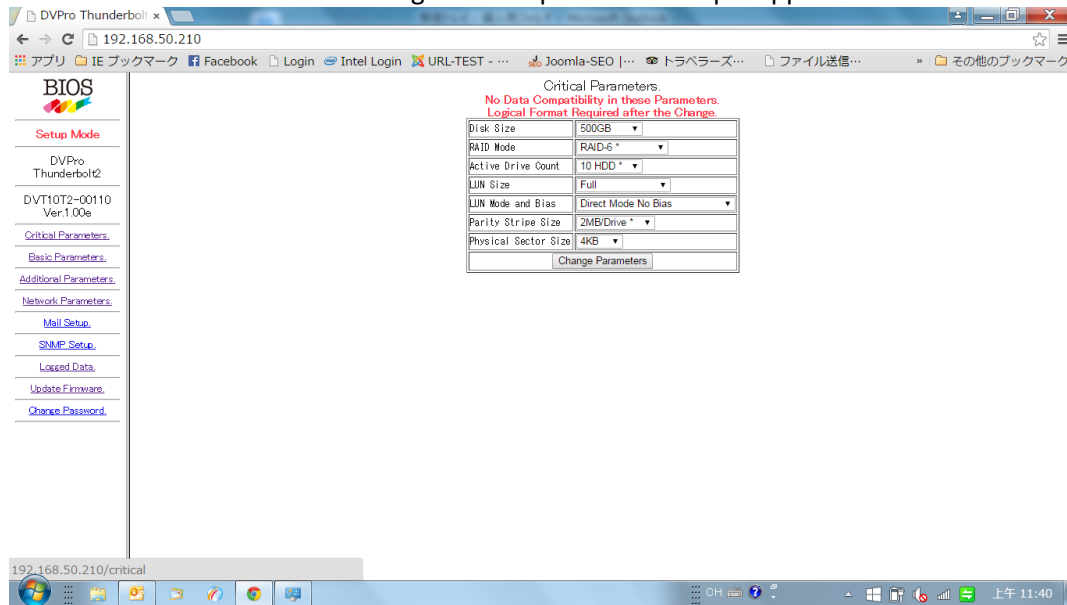 DVPro Thunderbolt ×
192.168.50.210
アプリ IE ブックマーク Facebook Login Intel Login URL-TEST - … Joomla-SEO |… トラベラーズ… ファイル送信… » その他のブックマーク
BIOS
Setup Mode
DVPro
Thunderbolt2
DVT10T2-00110
Ver.1.00e
Critical Parameters.
Basic Parameters.
Additional Parameters.
Network Parameters.
Mail Setup.
SNMP Setup.
Logged Data.
Update Firmware.
Change Password.
Critical Parameters.
No Data Compatibility in these Parameters.
Logical Format Required after the Change.
Disk Size 500GB
RAID Mode RAID-6 *
Active Drive Count 10 HDD *
LUN Size Full
LUN Mode and Bias Direct Mode No Bias
Parity Stripe Size 2MB/Drive *
Physical Sector Size 4KB
Change Parameters
192.168.50.210/critical
CH
上午 11:40